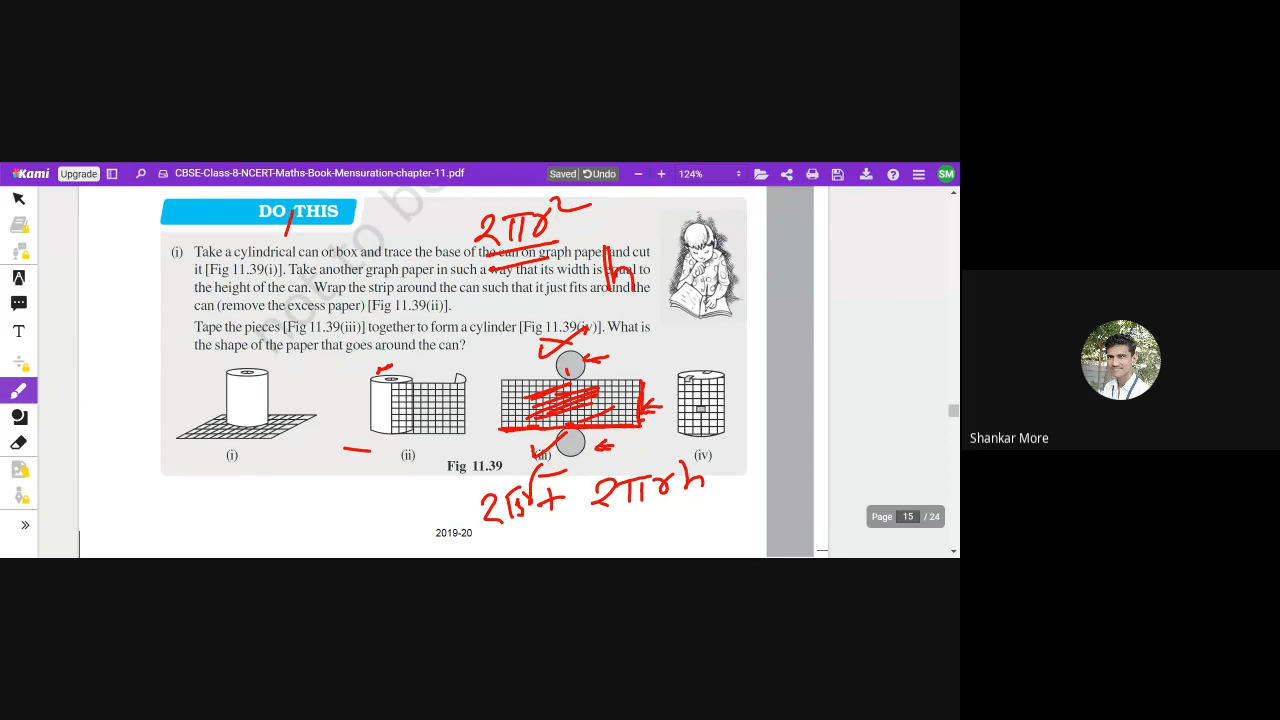 Kami
Upgrade
CBSE-Class-8-NCERT-Maths-Book-Mensuration-chapter-11.pdf
Saved
Undo
124%
SM
not to be
DO THIS
2πr²
h
(i) Take a cylindrical can or box and trace the base of the can on graph paper and cut
it [Fig 11.39(i)]. Take another graph paper in such a way that its width is equal to
the height of the can. Wrap the strip around the can such that it just fits around the
can (remove the excess paper) [Fig 11.39(ii)].
Tape the pieces [Fig 11.39(iii)] together to form a cylinder [Fig 11.39(iv)]. What is
the shape of the paper that goes around the can?
(i)
(ii)
(iii)
(iv)
Fig 11.39
+ 2πrh
2019-20
Page 15 / 24
T
Shankar More